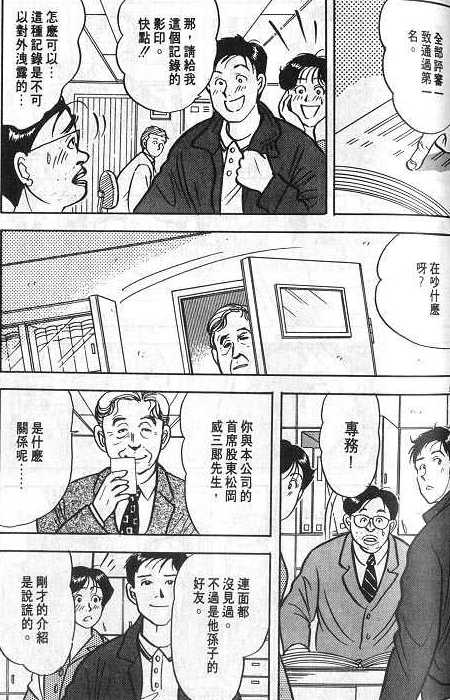 全部評審一
致通過第一
名。
那，請給我
這個記錄的
影印。
快點!!
怎麼可以…
這種記錄是不可
以對外洩露的…
在吵什麼
呀？
專務！
你與本公司的
首席股東松岡
威三郎先生，
是什麼
關係呢……
連面都
沒見過。
不過是他孫子的
好友。
剛才的介紹
是說謊的。